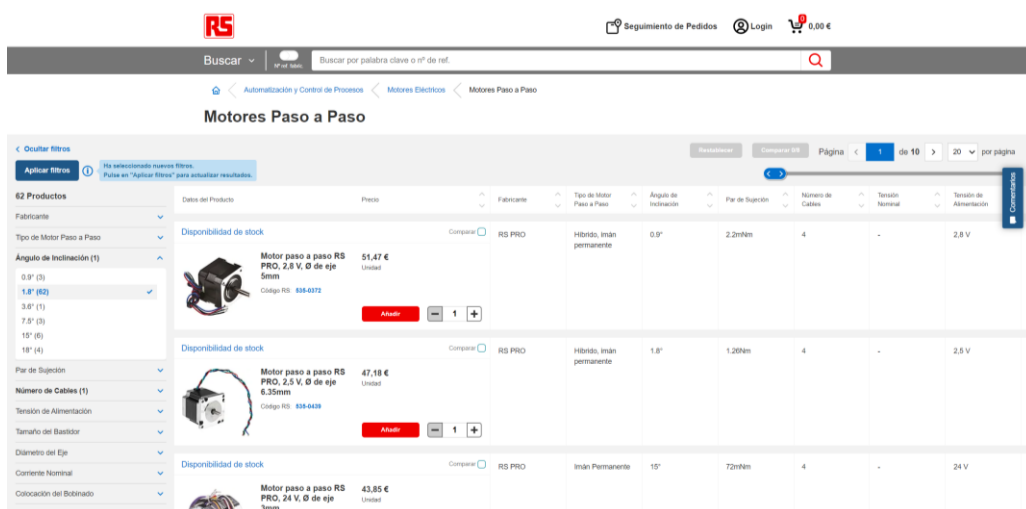 RS
Seguimiento de Pedidos
Login
0
0,00 €
Buscar
Nº ref. fabric.
Buscar por palabra clave o nº de ref.
Automatización y Control de Procesos
Motores Eléctricos
Motores Paso a Paso
Motores Paso a Paso
Ocultar filtros
Aplicar filtros
Ha seleccionado nuevos filtros.
Pulse en "Aplicar filtros" para actualizar resultados.
Restablecer
Comparar 0/8
Página
1
de 10
20
por página
Comentarios
62 Productos
Fabricante
Tipo de Motor Paso a Paso
Ángulo de Inclinación (1)
0.9° (3)
1.8° (62)
3.6° (1)
7.5° (3)
15° (6)
18° (4)
Par de Sujeción
Número de Cables (1)
Tensión de Alimentación
Tamaño del Bastidor
Diámetro del Eje
Corriente Nominal
Colocación del Bobinado
Datos del Producto
Precio
Fabricante
Tipo de Motor
Paso a Paso
Ángulo de
Inclinación
Par de Sujeción
Número de
Cables
Tensión
Nominal
Tensión de
Alimentación
Disponibilidad de stock
Comparar
Motor paso a paso RS
PRO, 2,8 V, Ø de eje
5mm
Código RS 535-0372
51,47 €
Unidad
Añadir
1
RS PRO
Híbrido, imán
permanente
0.9°
2.2mNm
4
-
2,8 V
Disponibilidad de stock
Comparar
Motor paso a paso RS
PRO, 2,5 V, Ø de eje
6.35mm
Código RS 535-0439
47,18 €
Unidad
Añadir
1
RS PRO
Híbrido, imán
permanente
1.8°
1.26Nm
4
-
2,5 V
Disponibilidad de stock
Comparar
Motor paso a paso RS
PRO, 24 V, Ø de eje
3mm
43,85 €
Unidad
RS PRO
Imán Permanente
15°
72mNm
4
-
24 V